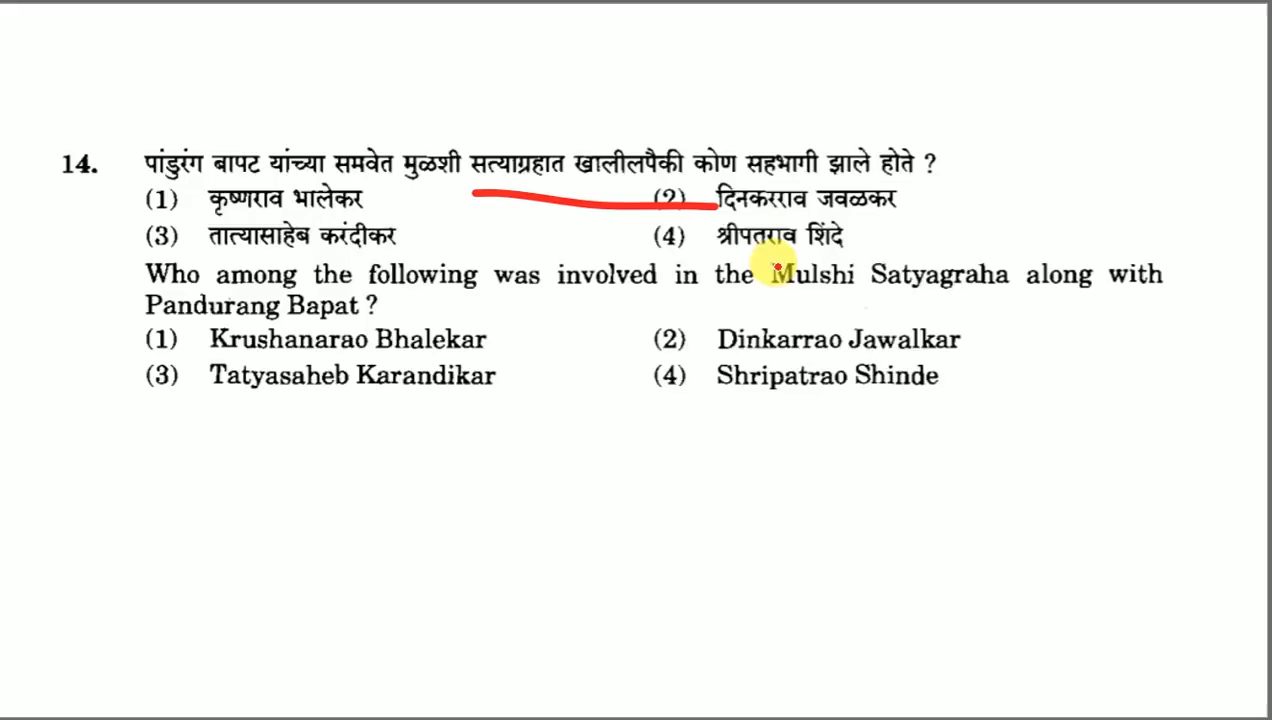 14. पांडुरंग बापट यांच्या समवेत मुळशी सत्याग्रहात खालीलपैकी कोण सहभागी झाले होते ?
(1) कृष्णराव भालेकर (2) दिनकरराव जवळकर
(3) तात्यासाहेब करंदीकर (4) श्रीपतराव शिंदे
Who among the following was involved in the Mulshi Satyagraha along with
Pandurang Bapat ?
(1) Krushanarao Bhalekar (2) Dinkarrao Jawalkar
(3) Tatyasaheb Karandikar (4) Shripatrao Shinde